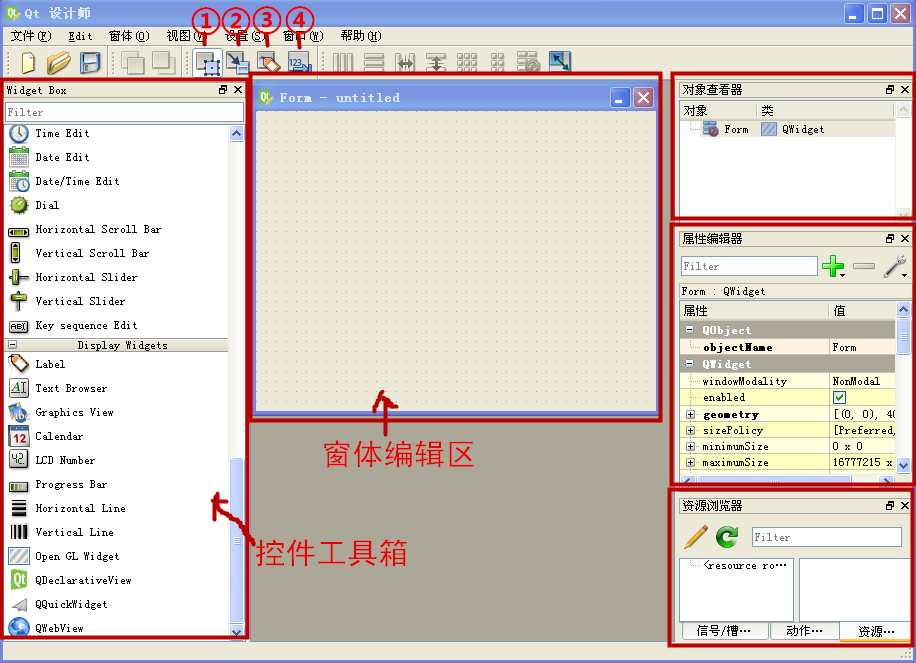 Qt 设计师
① ② ③ ④
文件(F) Edit 窗体(O) 视图(V) 设置(S) 窗口(W) 帮助(H)
Widget Box
Filter
Time Edit
Date Edit
Date/Time Edit
Dial
Horizontal Scroll Bar
Vertical Scroll Bar
Horizontal Slider
Vertical Slider
Key sequence Edit
Display Widgets
Label
Text Browser
Graphics View
Calendar
LCD Number
Progress Bar
Horizontal Line
Vertical Line
Open GL Widget
QDeclarativeView
QQuickWidget
QWebView
Form - untitled
窗体编辑区
控件工具箱
对象查看器
对象 类
Form QWidget
属性编辑器
Filter
Form : QWidget
属性 值
QObject
objectName Form
QWidget
windowModality NonModal
enabled
geometry [(0, 0), 40
sizePolicy [Preferred,
minimumSize 0 x 0
maximumSize 16777215 x
资源浏览器
Filter
<resource ro···
信号/槽··· 动作··· 资源···